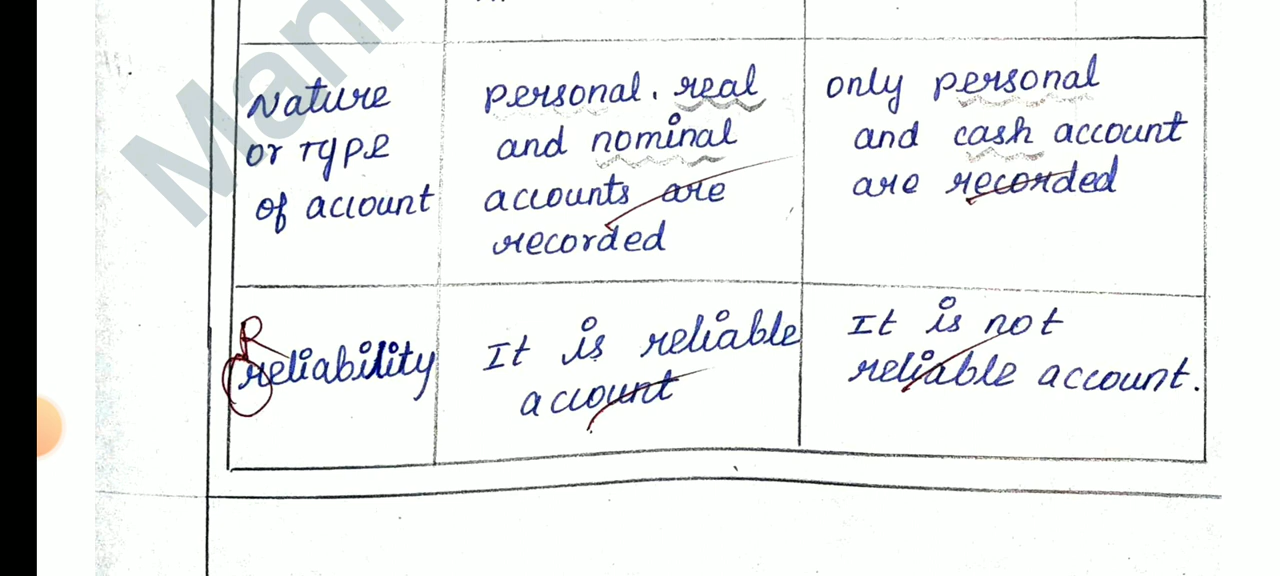 Nature
or Type
of account
personal. real
and nominal
accounts are
recorded
only personal
and cash account
are recorded
R
reliability
It is reliable
account
It is not
reliable account.